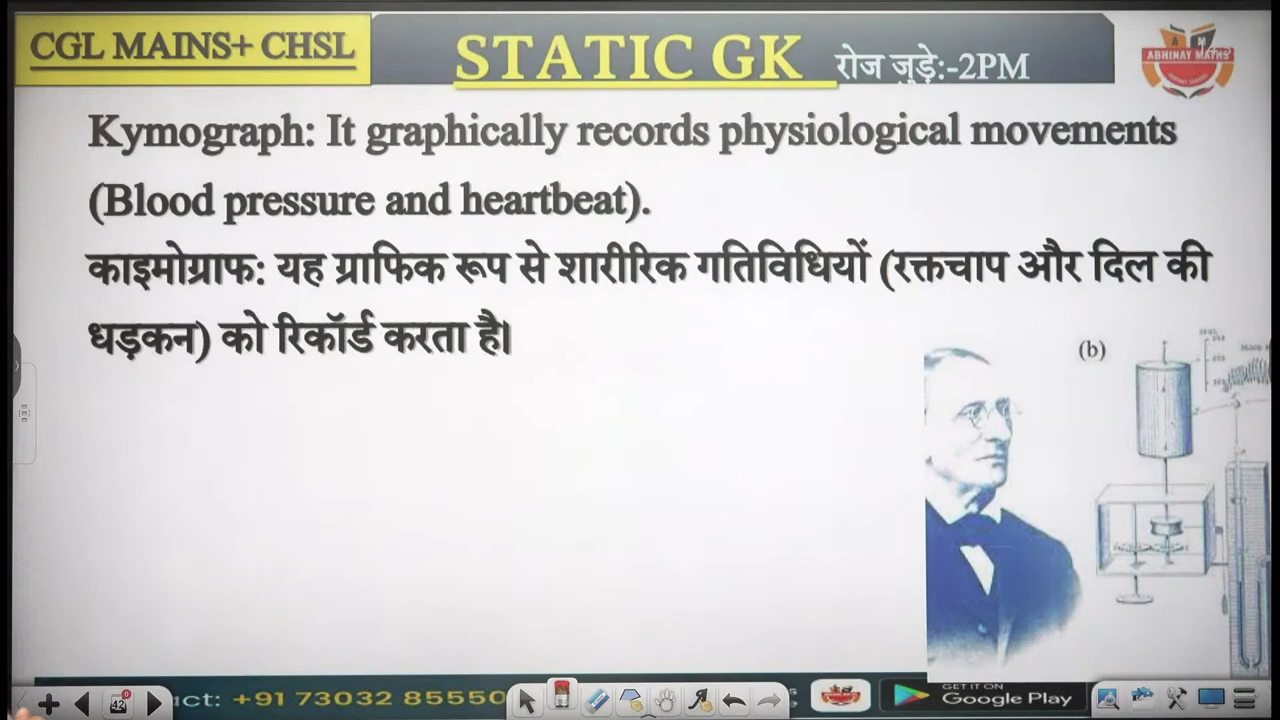 CGL MAINS+ CHSL
STATIC GK रोज जुड़े:-2PM
ABHINAY MATHS
Kymograph: It graphically records physiological movements
(Blood pressure and heartbeat).
काइमोग्राफ: यह ग्राफिक रूप से शारीरिक गतिविधियों (रक्तचाप और दिल की
धड़कन) को रिकॉर्ड करता है।
(b)
42
act: +91 73032 85550
GET IT ON
Google Play